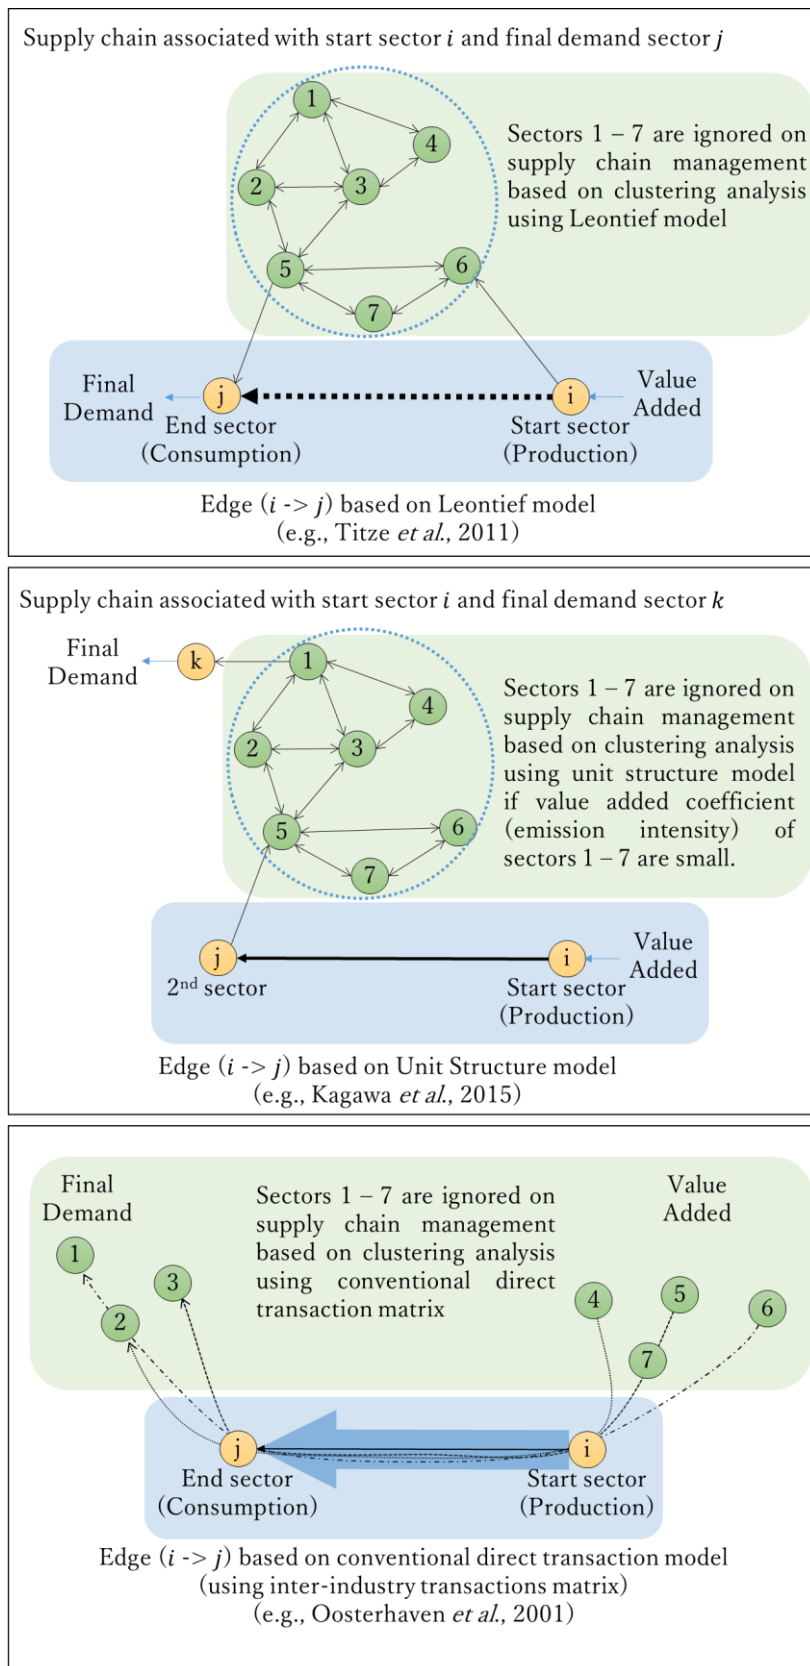 Supply chain associated with start sector i and final demand sector j
1
4
2
3
5
6
7
Sectors 1 – 7 are ignored on
supply chain management
based on clustering analysis
using Leontief model
Final
Demand
j
i
Value
Added
End sector
(Consumption)
Start sector
(Production)
Edge (i -> j) based on Leontief model
(e.g., Titze et al., 2011)
Supply chain associated with start sector i and final demand sector k
Final
Demand
k
1
4
2
3
5
6
7
Sectors 1 – 7 are ignored on
supply chain management
based on clustering analysis
using unit structure model
if value added coefficient
(emission intensity) of
sectors 1 – 7 are small.
j
i
Value
Added
2nd sector
Start sector
(Production)
Edge (i -> j) based on Unit Structure model
(e.g., Kagawa et al., 2015)
Final
Demand
Sectors 1 – 7 are ignored on
supply chain management
based on clustering analysis
using conventional direct
transaction matrix
Value
Added
1
2
3
4
5
6
7
j
i
End sector
(Consumption)
Start sector
(Production)
Edge (i -> j) based on conventional direct transaction model
(using inter-industry transactions matrix)
(e.g., Oosterhaven et al., 2001)